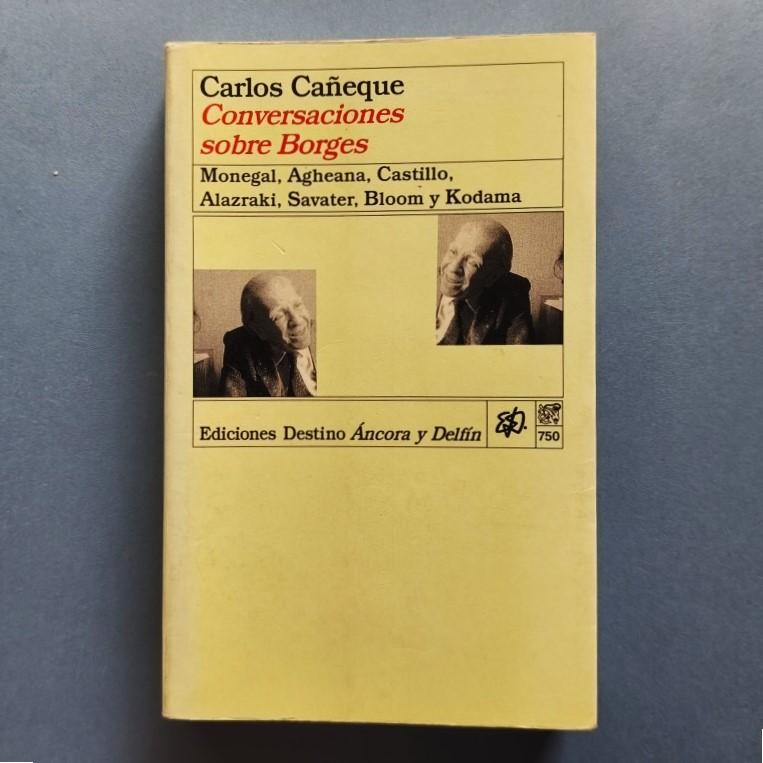 Carlos Cañeque
Conversaciones
sobre Borges
Monegal, Agheana, Castillo,
Alazraki, Savater, Bloom y Kodama
Ediciones Destino Áncora y Delfín
750